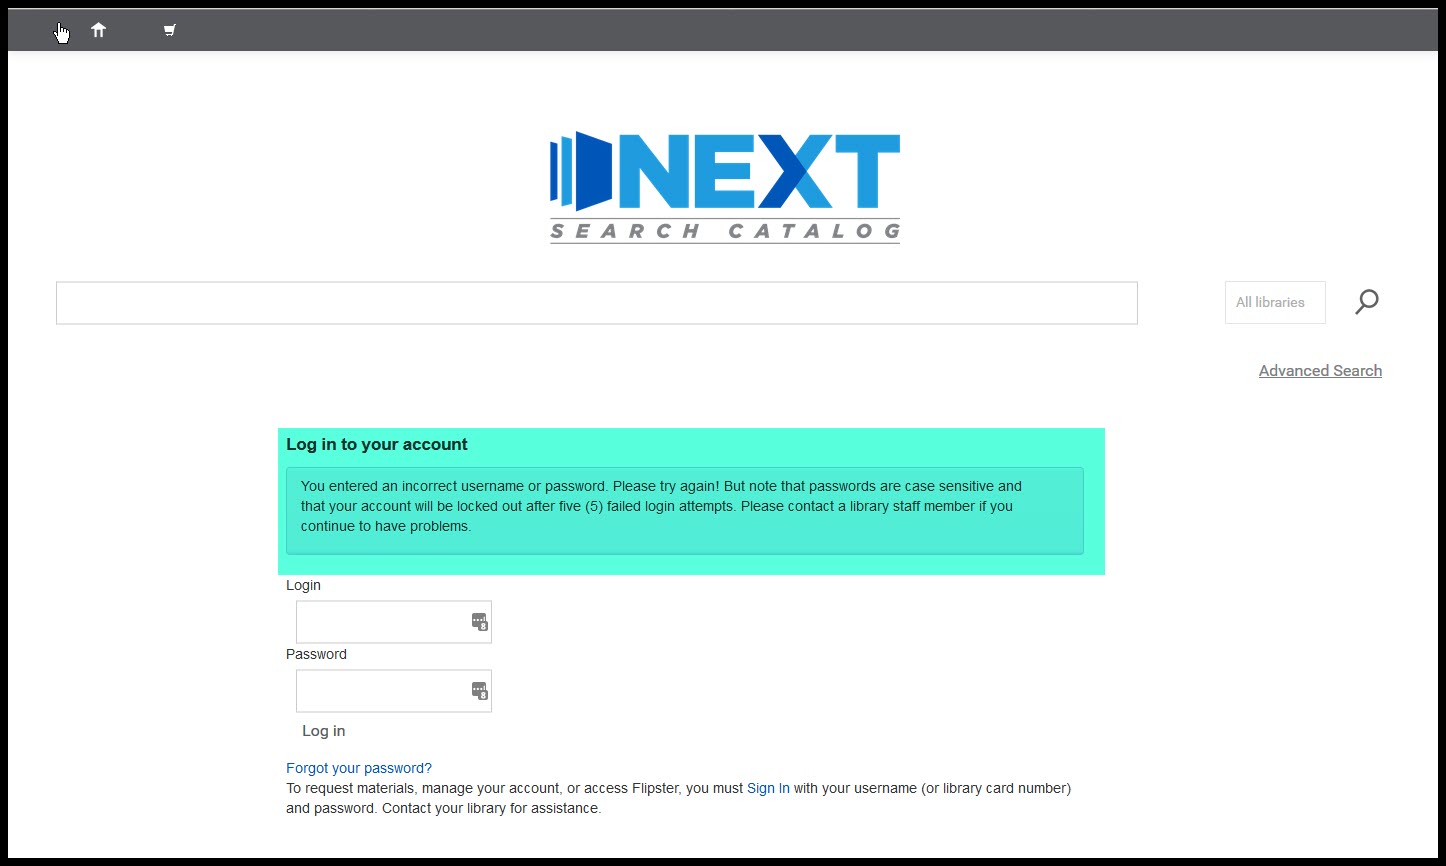 NEXT
SEARCH CATALOG
All libraries
Advanced Search
Log in to your account
You entered an incorrect username or password. Please try again! But note that passwords are case sensitive and
that your account will be locked out after five (5) failed login attempts. Please contact a library staff member if you
continue to have problems.
Login
8
Password
8
Log in
Forgot your password?
To request materials, manage your account, or access Flipster, you must Sign In with your username (or library card number)
and password. Contact your library for assistance.